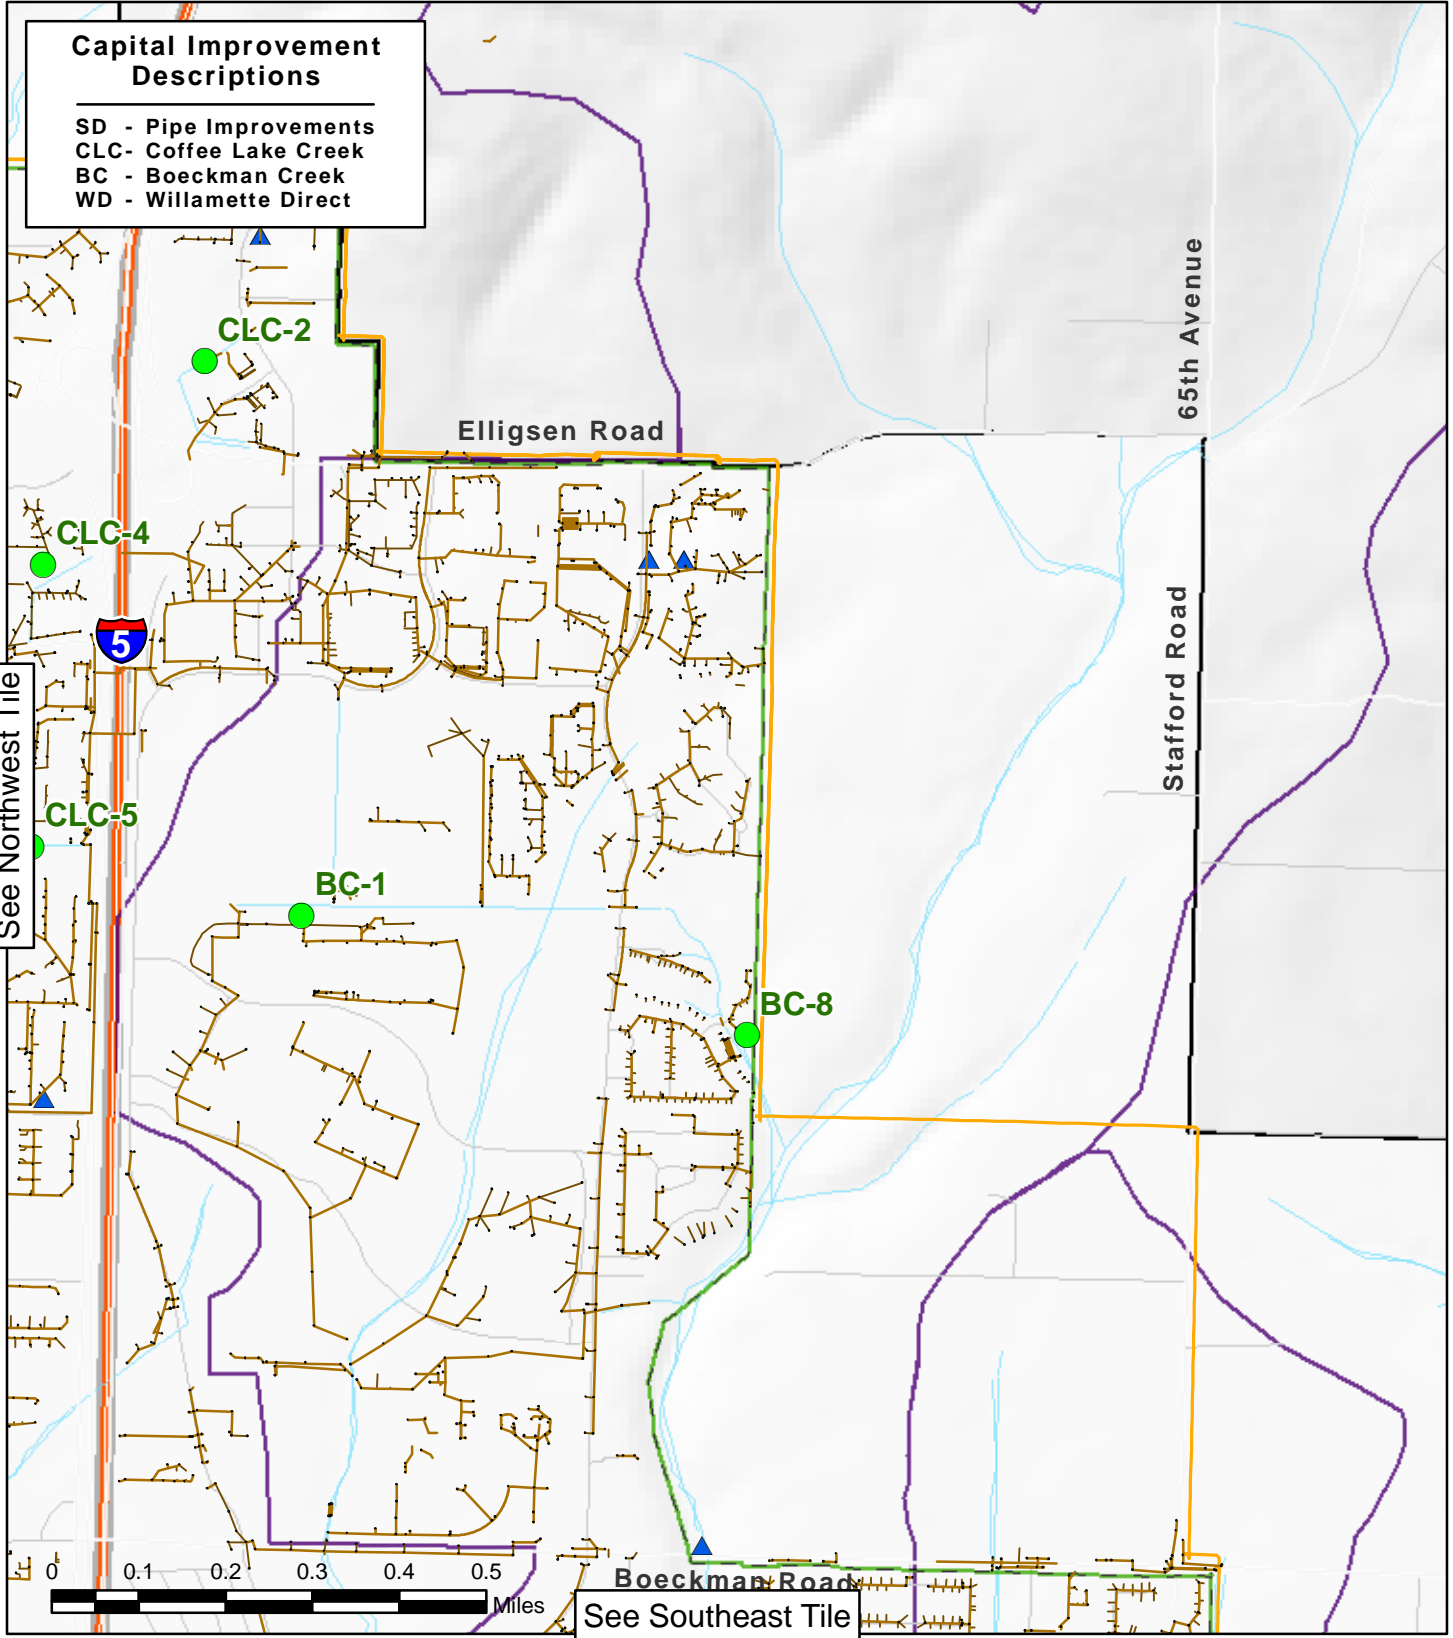 Capital Improvement
Descriptions
SD - Pipe Improvements
CLC- Coffee Lake Creek
BC - Boeckman Creek
WD - Willamette Direct
CLC-2
65th Avenue
Elligsen Road
CLC-4
5
Stafford Road
See Northwest Tile
CLC-5
BC-1
BC-8
0 0.1 0.2 0.3 0.4 0.5
Miles
Boeckman Road
See Southeast Tile